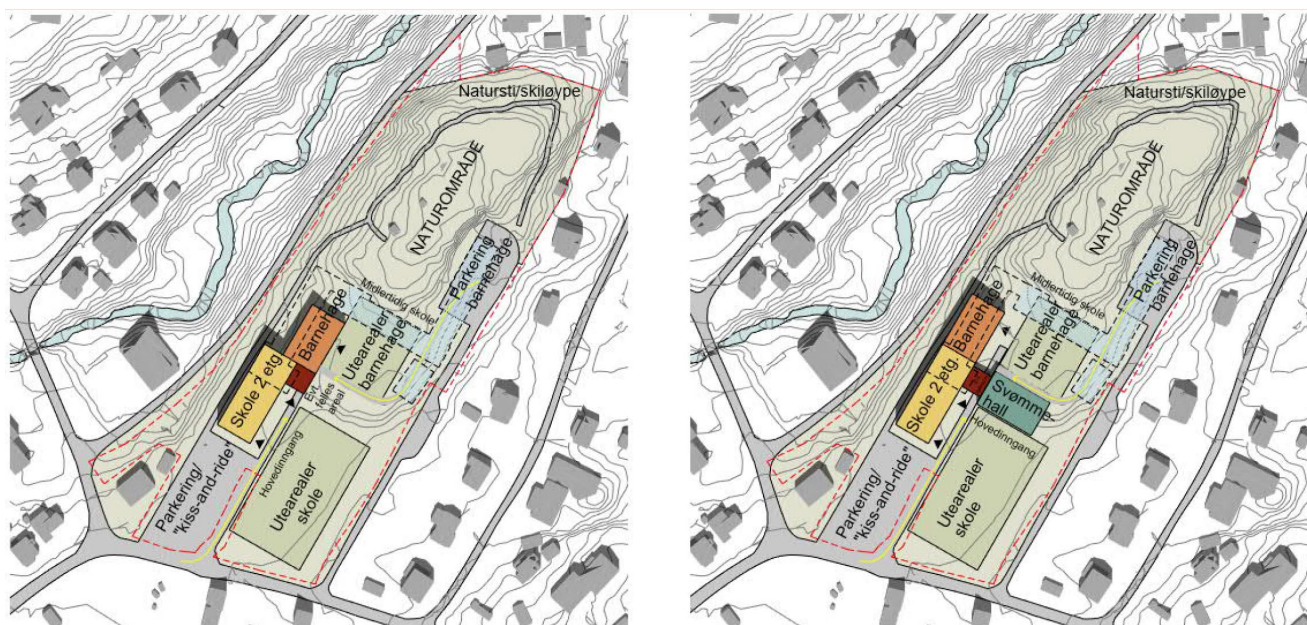 Natursti/skiløype
NATUROMRÅDE
Parkering
barnehage
Midlertidig skole
Barnehage
Utearealer
barnehage
Skole 2 etg
Evt
felles
areal
Hovedinngang
Parkering/
"kiss-and-ride"
Utearealer
skole
Natursti/skiløype
NATUROMRÅDE
Parkering
barnehage
Midlertidig skole
Barnehage
Utearealer
barnehage
Skole 2 etg
Svømme
hall
Hovedinngang
Parkering/
"kiss-and-ride"
Utearealer
skole